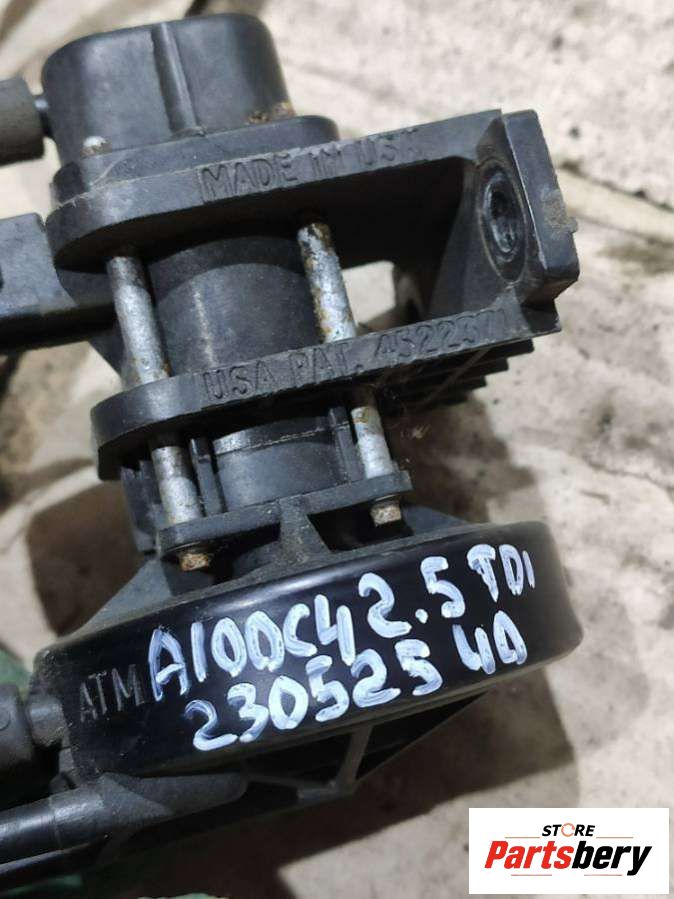 MADE IN USA
USA PAT. 4522371
ATM A100C4 2.5 TDI
230525 4D
STORE
Partsbery